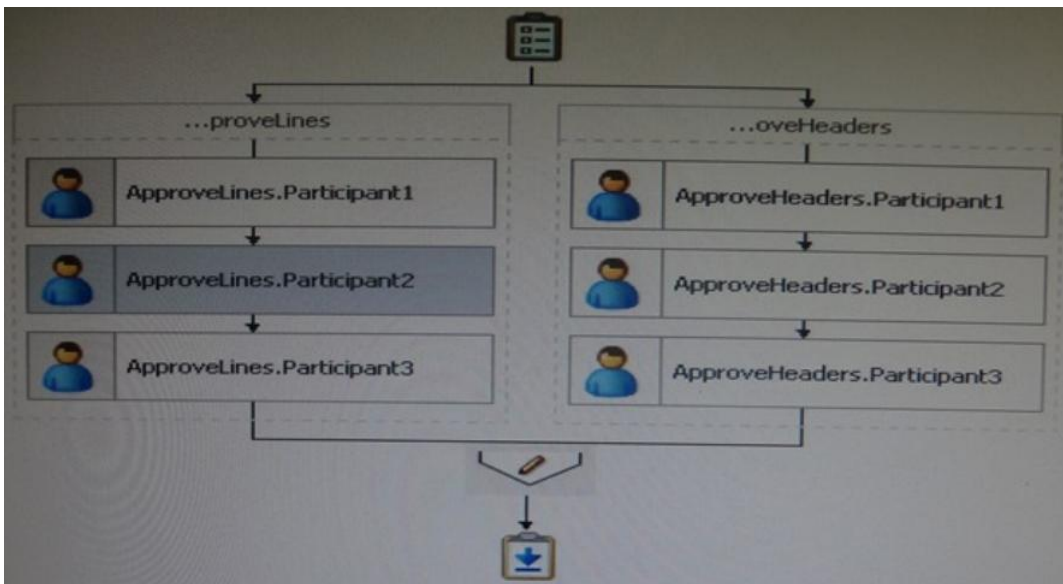 ...proveLines
ApproveLines.Participant1
ApproveLines.Participant2
ApproveLines.Participant3
...oveHeaders
ApproveHeaders.Participant1
ApproveHeaders.Participant2
ApproveHeaders.Participant3